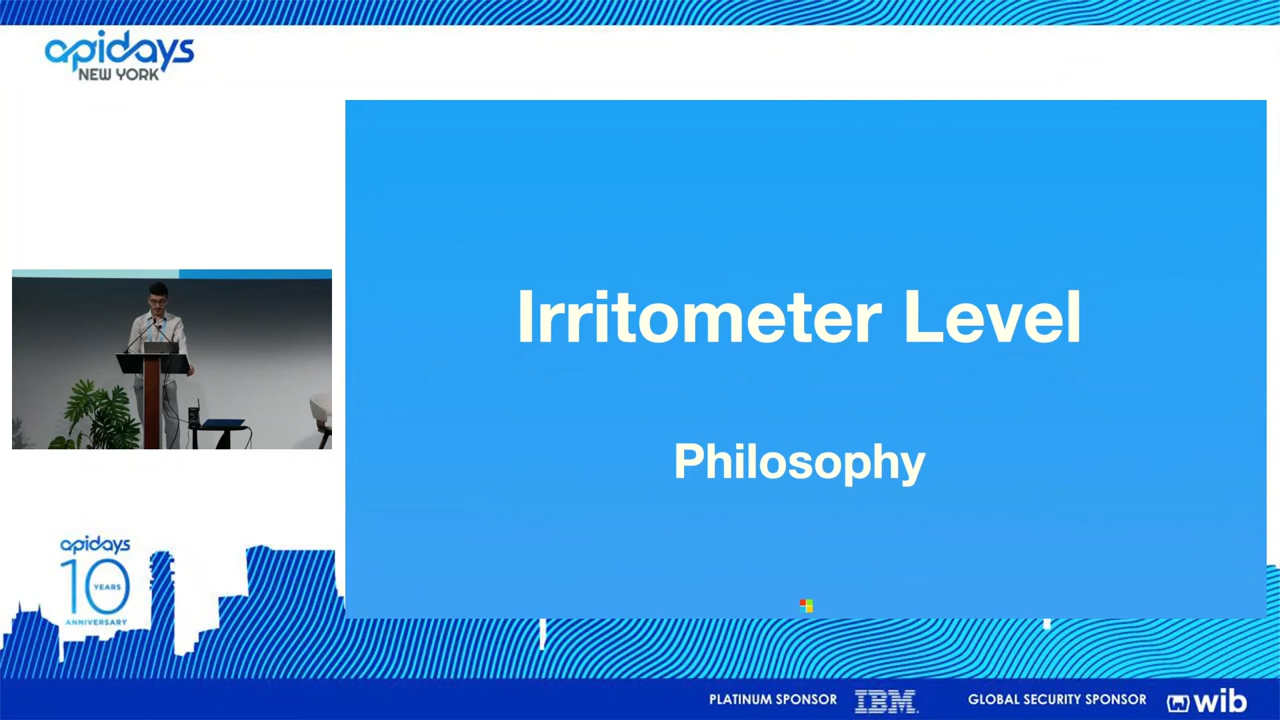 apidays
NEW YORK
Irritometer Level
Philosophy
apidays
10
YEARS
ANNIVERSARY
PLATINUM SPONSOR IBM. GLOBAL SECURITY SPONSOR wib